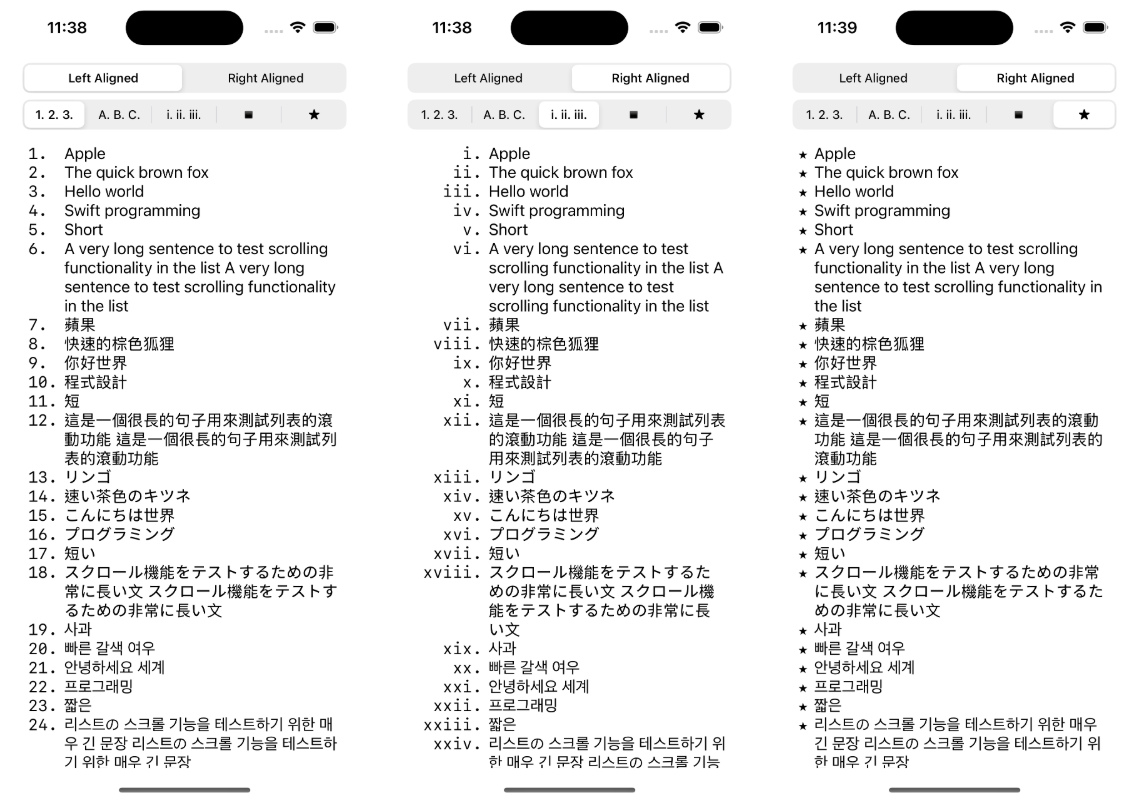 11:38
Left Aligned Right Aligned
1. 2. 3. A. B. C. i. ii. iii. ■ ★
1. Apple
2. The quick brown fox
3. Hello world
4. Swift programming
5. Short
6. A very long sentence to test scrolling
functionality in the list A very long
sentence to test scrolling functionality
in the list
7. 蘋果
8. 快速的棕色狐狸
9. 你好世界
10. 程式設計
11. 短
12. 這是一個很長的句子用來測試列表的滾
動功能 這是一個很長的句子用來測試列
表的滾動功能
13. リンゴ
14. 速い茶色のキツネ
15. こんにちは世界
16. プログラミング
17. 短い
18. スクロール機能をテストするための非
常に長い文 スクロール機能をテストす
るための非常に長い文
19. 사과
20. 빠른 갈색 여우
21. 안녕하세요 세계
22. 프로그래밍
23. 짧은
24. 리스트의 스크롤 기능을 테스트하기 위한 매
우 긴 문장 리스트의 스크롤 기능을 테스트하
기 위한 매우 긴 문장
11:38
Left Aligned Right Aligned
1. 2. 3. A. B. C. i. ii. iii. ■ ★
i. Apple
ii. The quick brown fox
iii. Hello world
iv. Swift programming
v. Short
vi. A very long sentence to test
scrolling functionality in the list A
very long sentence to test
scrolling functionality in the list
vii. 蘋果
viii. 快速的棕色狐狸
ix. 你好世界
x. 程式設計
xi. 短
xii. 這是一個很長的句子用來測試列表
的滾動功能 這是一個很長的句子
用來測試列表的滾動功能
xiii. リンゴ
xiv. 速い茶色のキツネ
xv. こんにちは世界
xvi. プログラミング
xvii. 短い
xviii. スクロール機能をテストするた
めの非常に長い文 スクロール機
能をテストするための非常に長
い文
xix. 사과
xx. 빠른 갈색 여우
xxi. 안녕하세요 세계
xxii. 프로그래밍
xxiii. 짧은
xxiv. 리스트의 스크롤 기능을 테스트하기 위
한 매우 긴 문장 리스트의 스크롤 기능
11:39
Left Aligned Right Aligned
1. 2. 3. A. B. C. i. ii. iii. ■ ★
★ Apple
★ The quick brown fox
★ Hello world
★ Swift programming
★ Short
★ A very long sentence to test scrolling
functionality in the list A very long
sentence to test scrolling functionality in
the list
★ 蘋果
★ 快速的棕色狐狸
★ 你好世界
★ 程式設計
★ 短
★ 這是一個很長的句子用來測試列表的滾動
功能 這是一個很長的句子用來測試列表的
滾動功能
★ リンゴ
★ 速い茶色のキツネ
★ こんにちは世界
★ プログラミング
★ 短い
★ スクロール機能をテストするための非常
に長い文 スクロール機能をテストするた
めの非常に長い文
★ 사과
★ 빠른 갈색 여우
★ 안녕하세요 세계
★ 프로그래밍
★ 짧은
★ 리스트의 스크롤 기능을 테스트하기 위한 매우
긴 문장 리스트의 스크롤 기능을 테스트하기 위
한 매우 긴 문장